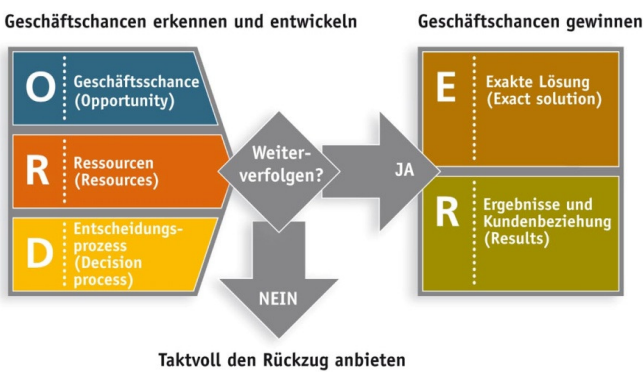 Geschäftschancen erkennen und entwickeln
Geschäftschancen gewinnen
O
Geschäftsschance
(Opportunity)
R
Ressourcen
(Resources)
D
Entscheidungs-
prozess
(Decision
process)
Weiter-
verfolgen?
JA
NEIN
E
Exakte Lösung
(Exact solution)
R
Ergebnisse und
Kundenbeziehung
(Results)
Taktvoll den Rückzug anbieten